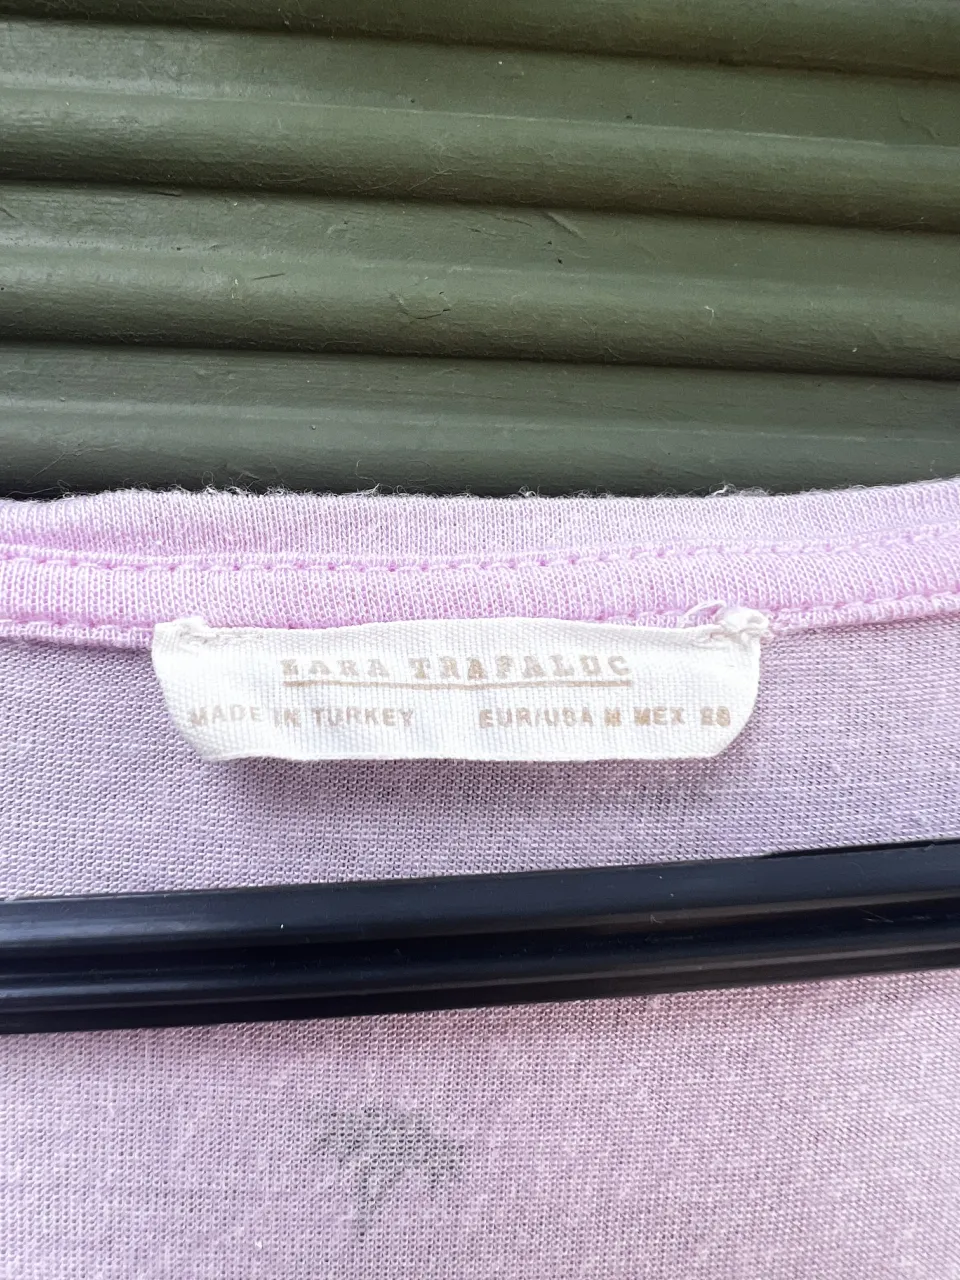 ZARA TRAFALUC
MADE IN TURKEY EUR/USA M MEX 28